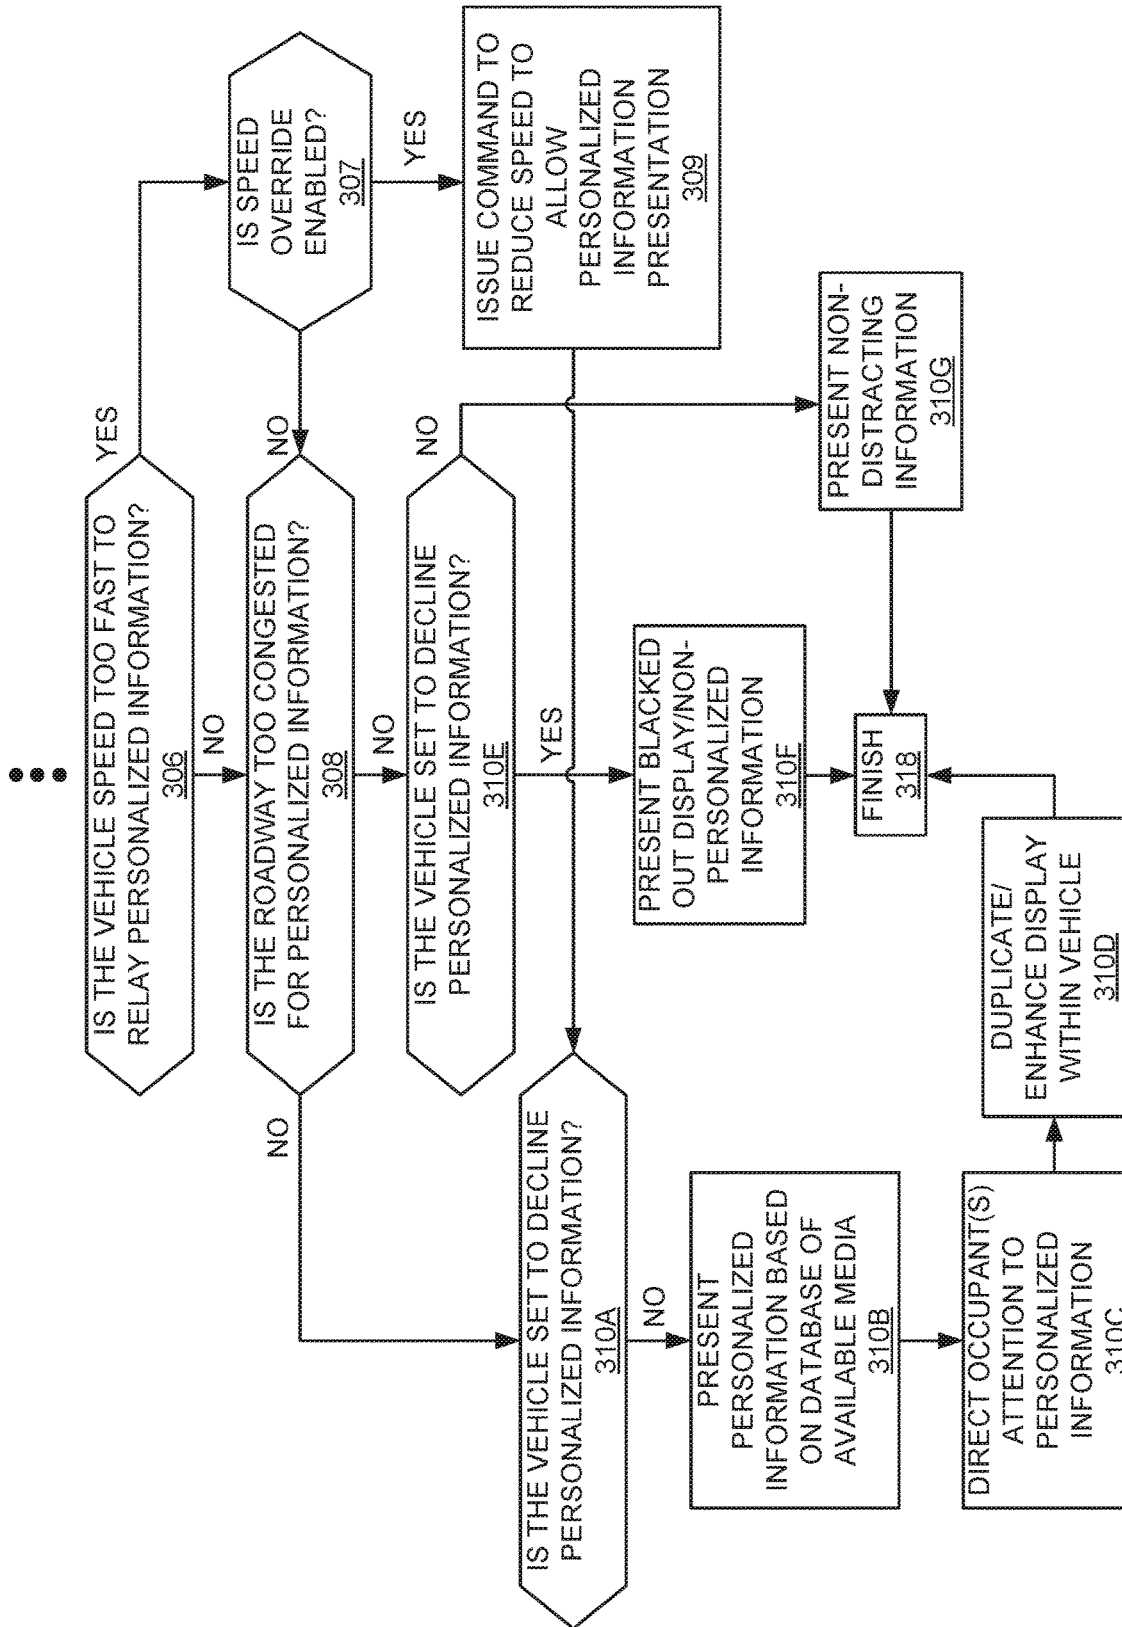 IS THE VEHICLE SPEED TOO FAST TO
RELAY PERSONALIZED INFORMATION?
306
YES
NO
IS SPEED
OVERRIDE
ENABLED?
307
YES
NO
ISSUE COMMAND TO
REDUCE SPEED TO
ALLOW
PERSONALIZED
INFORMATION
PRESENTATION
309
IS THE ROADWAY TOO CONGESTED
FOR PERSONALIZED INFORMATION?
308
NO
NO
IS THE VEHICLE SET TO DECLINE
PERSONALIZED INFORMATION?
310E
NO
YES
PRESENT NON-
DISTRACTING
INFORMATION
310G
PRESENT BLACKED
OUT DISPLAY/NON-
PERSONALIZED
INFORMATION
310F
IS THE VEHICLE SET TO DECLINE
PERSONALIZED INFORMATION?
310A
NO
PRESENT
PERSONALIZED
INFORMATION BASED
ON DATABASE OF
AVAILABLE MEDIA
310B
DIRECT OCCUPANT(S)
ATTENTION TO
PERSONALIZED
INFORMATION
310C
DUPLICATE/
ENHANCE DISPLAY
WITHIN VEHICLE
310D
FINISH
318